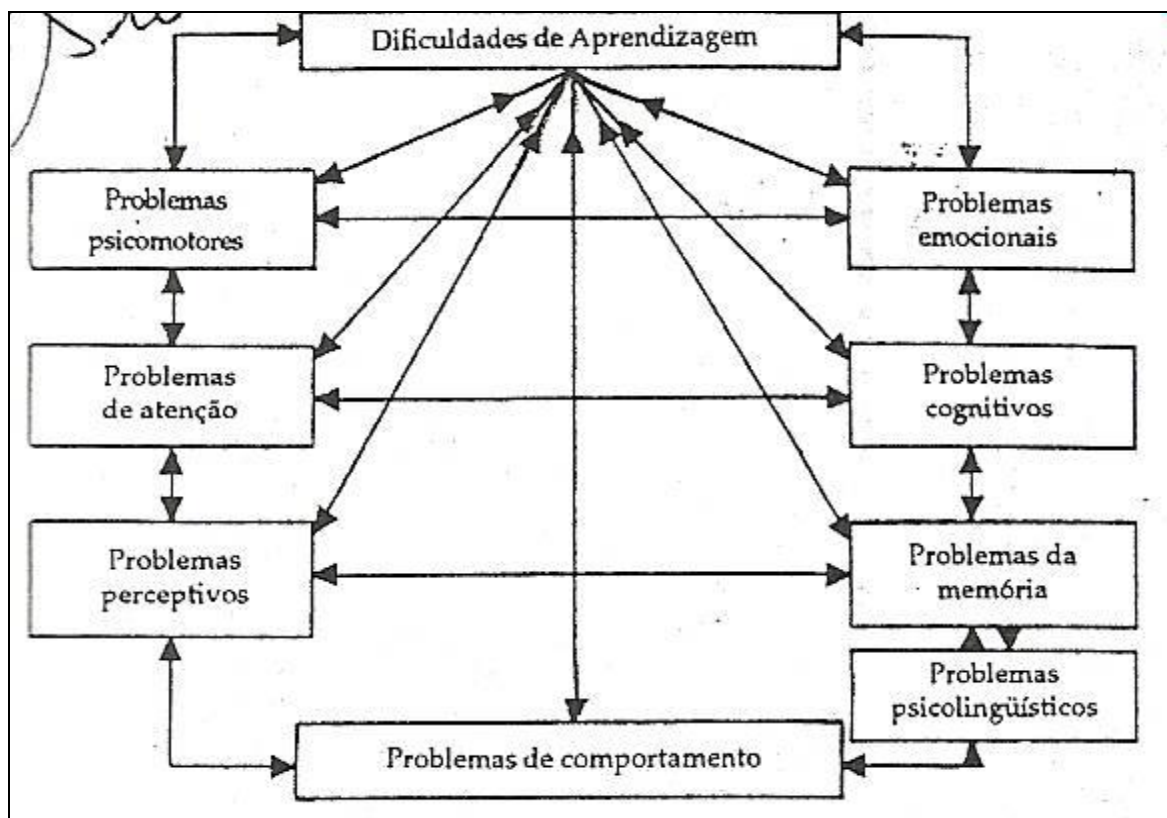 Dificuldades de Aprendizagem
Problemas
psicomotores
Problemas
emocionais
Problemas
de atenção
Problemas
cognitivos
Problemas
perceptivos
Problemas da
memória
Problemas
psicolingüísticos
Problemas de comportamento